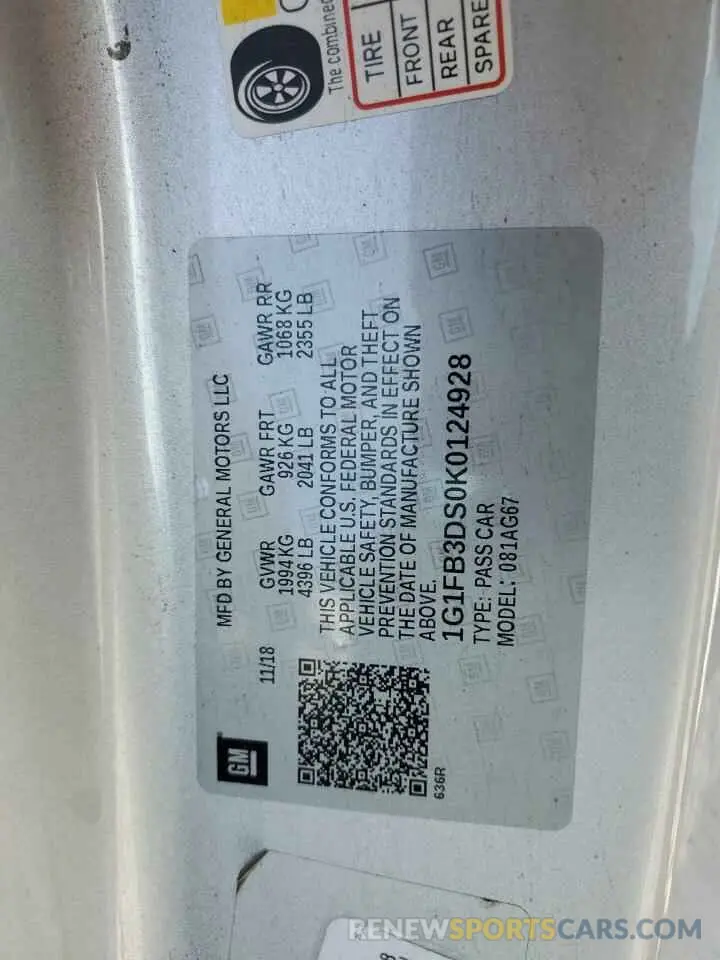 The combined
TIRE
FRONT
REAR
SPARE
MFD BY GENERAL MOTORS LLC
11/18
GVWR GAWR FRT GAWR RR
1994 KG 926 KG 1068 KG
4396 LB 2041 LB 2355 LB
THIS VEHICLE CONFORMS TO ALL
APPLICABLE U.S. FEDERAL MOTOR
VEHICLE SAFETY, BUMPER, AND THEFT
PREVENTION STANDARDS IN EFFECT ON
THE DATE OF MANUFACTURE SHOWN
ABOVE.
1G1FB3DS0K0124928
TYPE: PASS CAR
MODEL: 081AG67
GM
636R
RENEWSPORTSCARS.COM